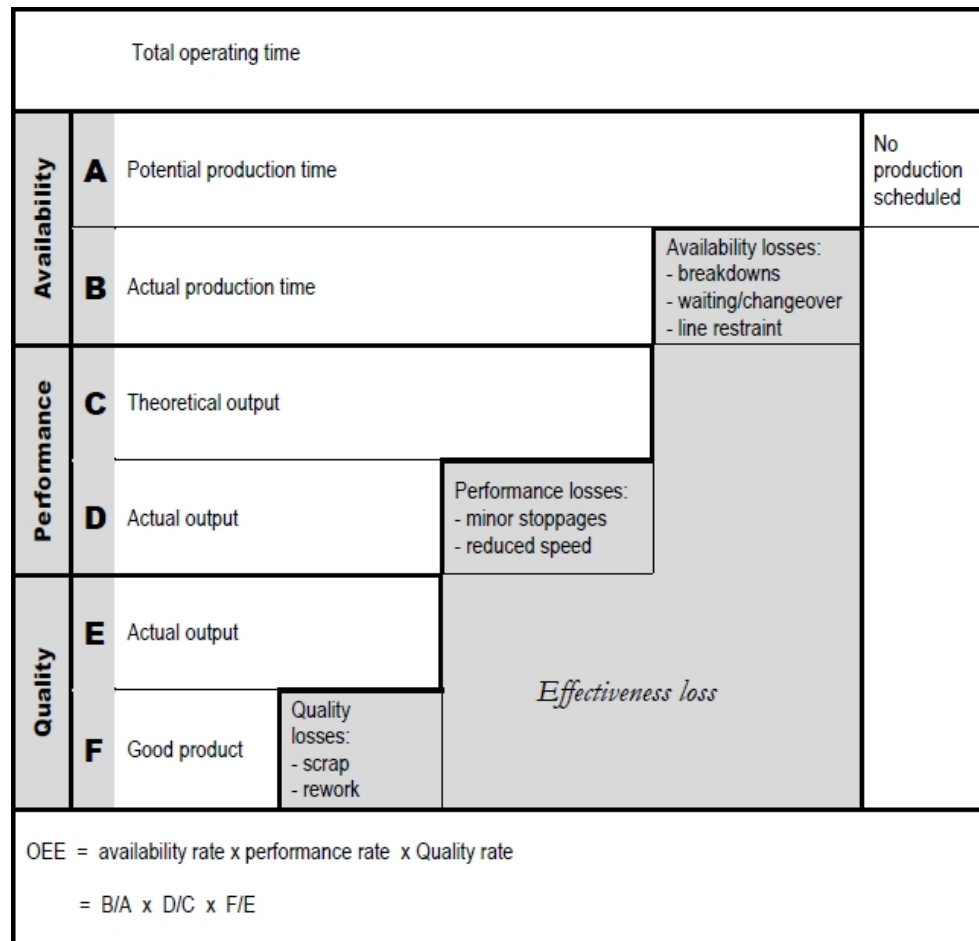 Total operating time
Availability
A
Potential production time
No
production
scheduled
B
Actual production time
Availability losses:
- breakdowns
- waiting/changeover
- line restraint
Performance
C
Theoretical output
D
Actual output
Performance losses:
- minor stoppages
- reduced speed
Quality
E
Actual output
Effectiveness loss
F
Good product
Quality
losses:
- scrap
- rework
OEE = availability rate x performance rate x Quality rate
= B/A x D/C x F/E